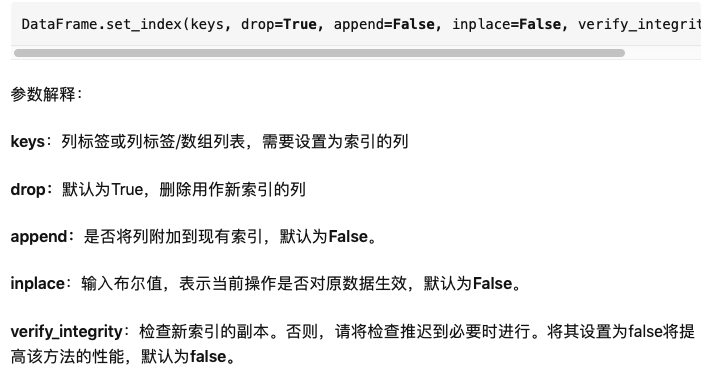 DataFrame.set_index(keys, drop=True, append=False, inplace=False, verify_integrit
参数解释：
keys：列标签或列标签/数组列表，需要设置为索引的列
drop：默认为True，删除用作新索引的列
append：是否将列附加到现有索引，默认为False。
inplace：输入布尔值，表示当前操作是否对原数据生效，默认为False。
verify_integrity：检查新索引的副本。否则，请将检查推迟到必要时进行。将其设置为false将提
高该方法的性能，默认为false。